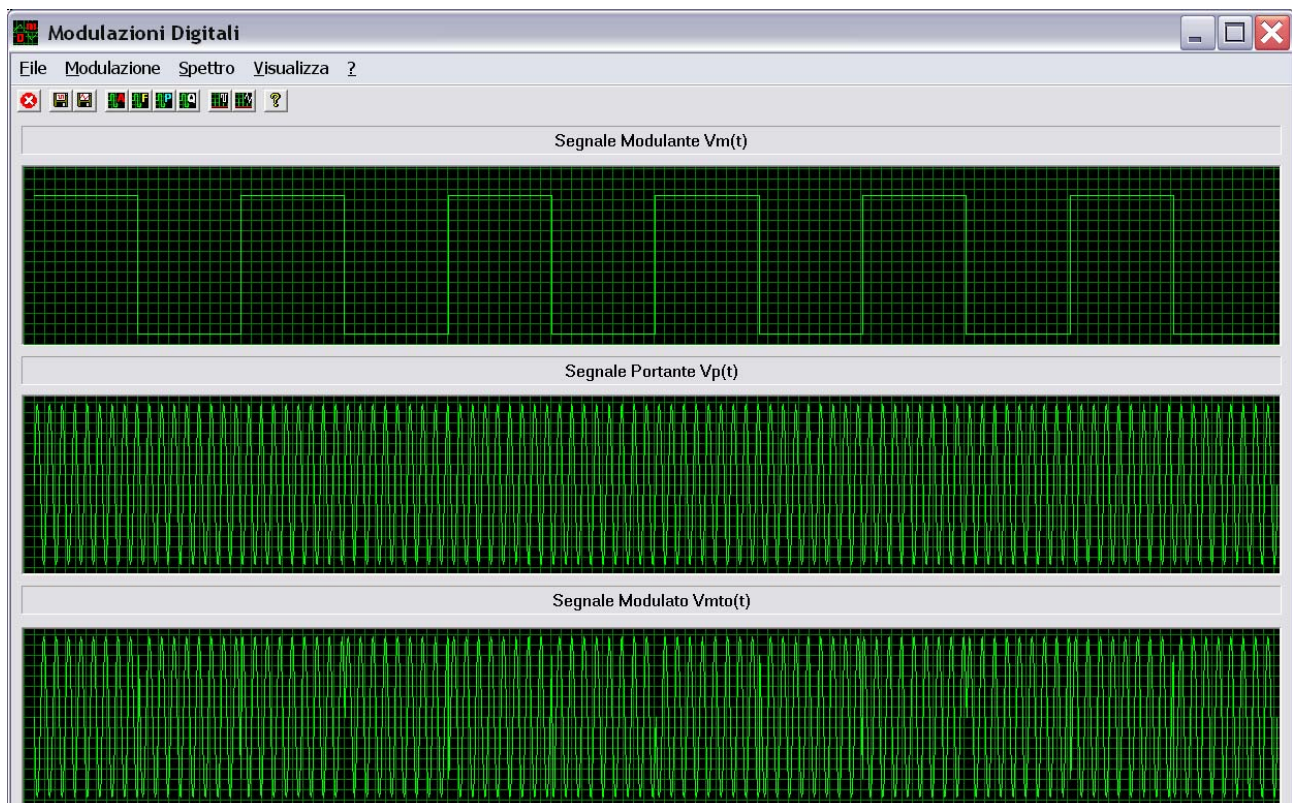 Modulazioni Digitali
File Modulazione Spettro Visualizza ?
Segnale Modulante Vm(t)
Segnale Portante Vp(t)
Segnale Modulato Vmto(t)